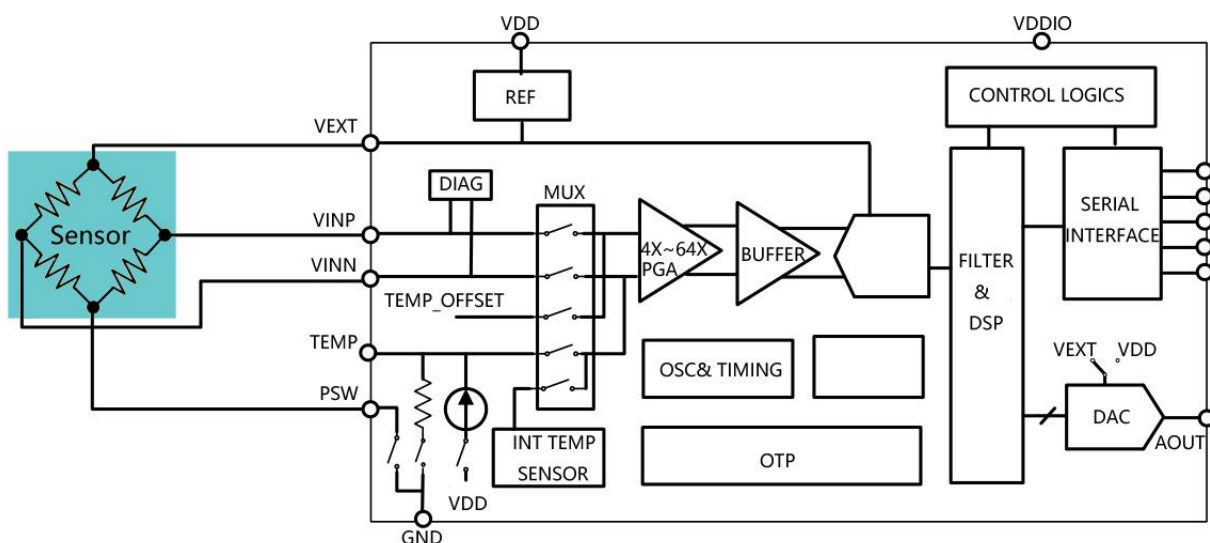 VDD
VDDIO
REF
CONTROL LOGICS
VEXT
DIAG
MUX
VINP
Sensor
4X~64X
PGA
BUFFER
SERIAL
INTERFACE
VINN
FILTER
&
DSP
TEMP_OFFSET
TEMP
OSC& TIMING
VEXT
VDD
PSW
DAC
AOUT
INT TEMP
SENSOR
OTP
VDD
GND